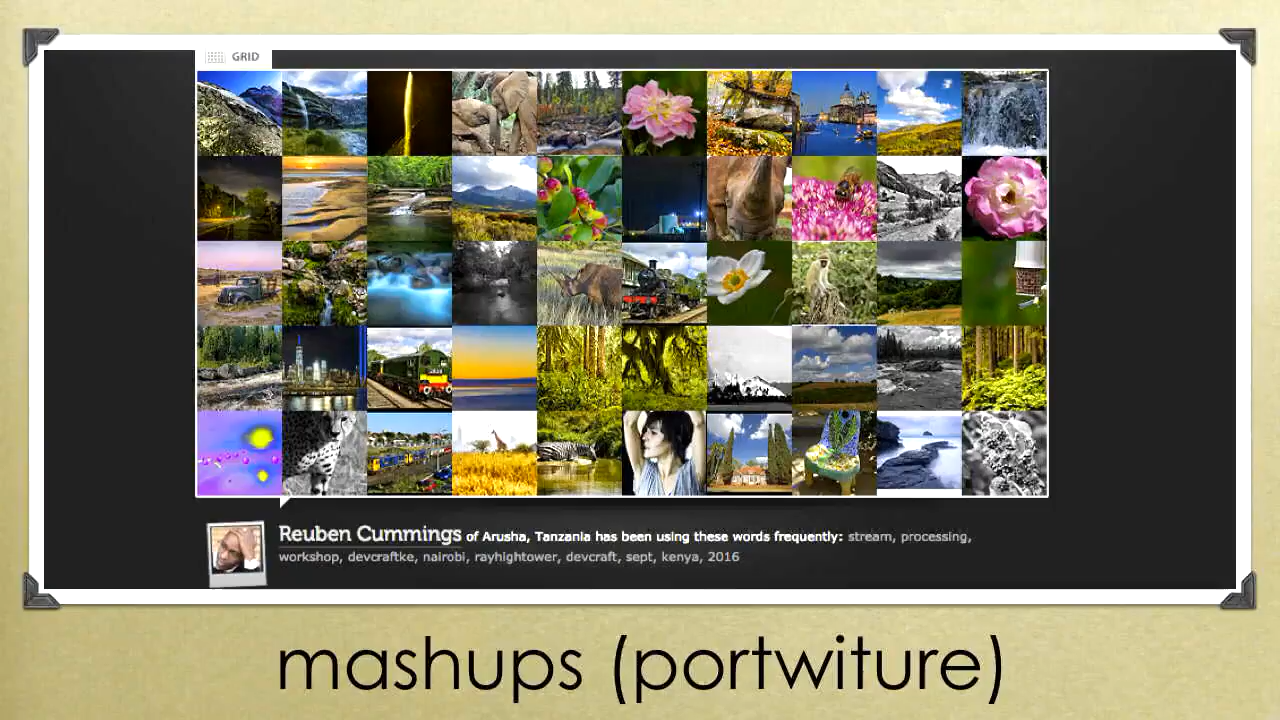 GRID
Reuben Cummings of Arusha, Tanzania has been using these words frequently: stream, processing,
workshop, devcraftke, nairobi, rayhightower, devcraft, sept, kenya, 2016
mashups (portwiture)